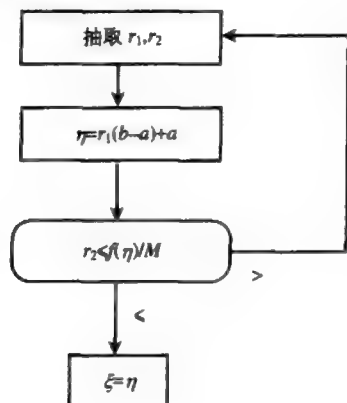 抽取 r₁,r₂
η=r₁(b−a)+a
r₂≤f(η)/M
>
≤
ξ=η